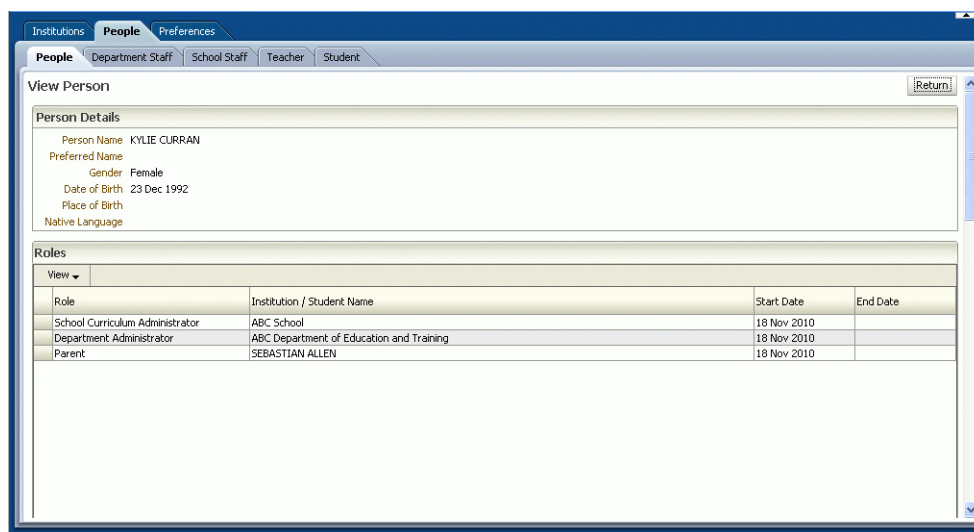 Institutions People Preferences
People Department Staff School Staff Teacher Student
View Person Return
Person Details
Person Name KYLIE CURRAN
Preferred Name
Gender Female
Date of Birth 23 Dec 1992
Place of Birth
Native Language
Roles
View
Role Institution / Student Name Start Date End Date
School Curriculum Administrator ABC School 18 Nov 2010
Department Administrator ABC Department of Education and Training 18 Nov 2010
Parent SEBASTIAN ALLEN 18 Nov 2010